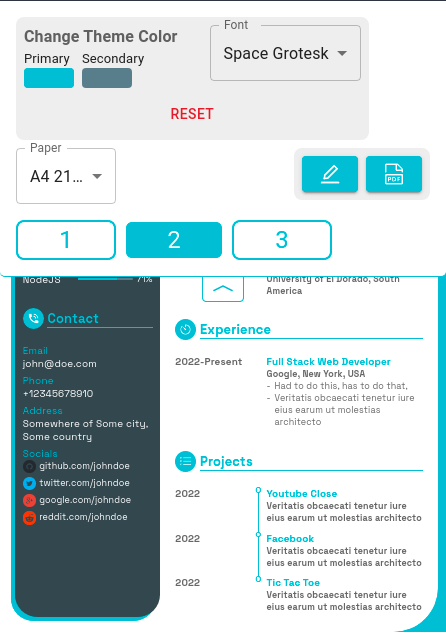 Change Theme Color
Font
Primary
Secondary
Space Grotesk
RESET
Paper
A4 21...
PDF
1
2
3
NodeJS
71%
Contact
Email
john@doe.com
Phone
+12345678910
Address
Somewhere of Some city,
Some country
Socials
github.com/johndoe
twitter.com/johndoe
google.com/johndoe
reddit.com/johndoe
University of El Dorado, South
America
Experience
2022-Present
Full Stack Web Developer
Google, New York, USA
- Had to do this, has to do that,
- Veritatis obcaecati tenetur iure
eius earum ut molestias
architecto
Projects
2022
Youtube Close
Veritatis obcaecati tenetur iure
eius earum ut molestias architecto
2022
Facebook
Veritatis obcaecati tenetur iure
eius earum ut molestias architecto
2022
Tic Tac Toe
Veritatis obcaecati tenetur iure
eius earum ut molestias architecto